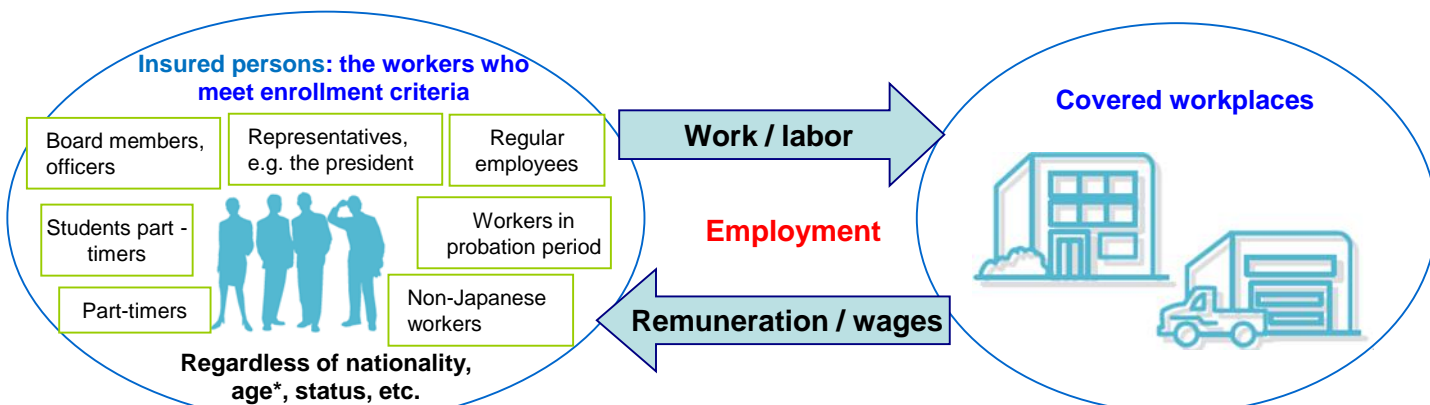 Insured persons: the workers who
meet enrollment criteria
Board members,
officers
Representatives,
e.g. the president
Regular
employees
Students part -
timers
Workers in
probation period
Part-timers
Non-Japanese
workers
Regardless of nationality,
age*, status, etc.
Work / labor
Employment
Remuneration / wages
Covered workplaces